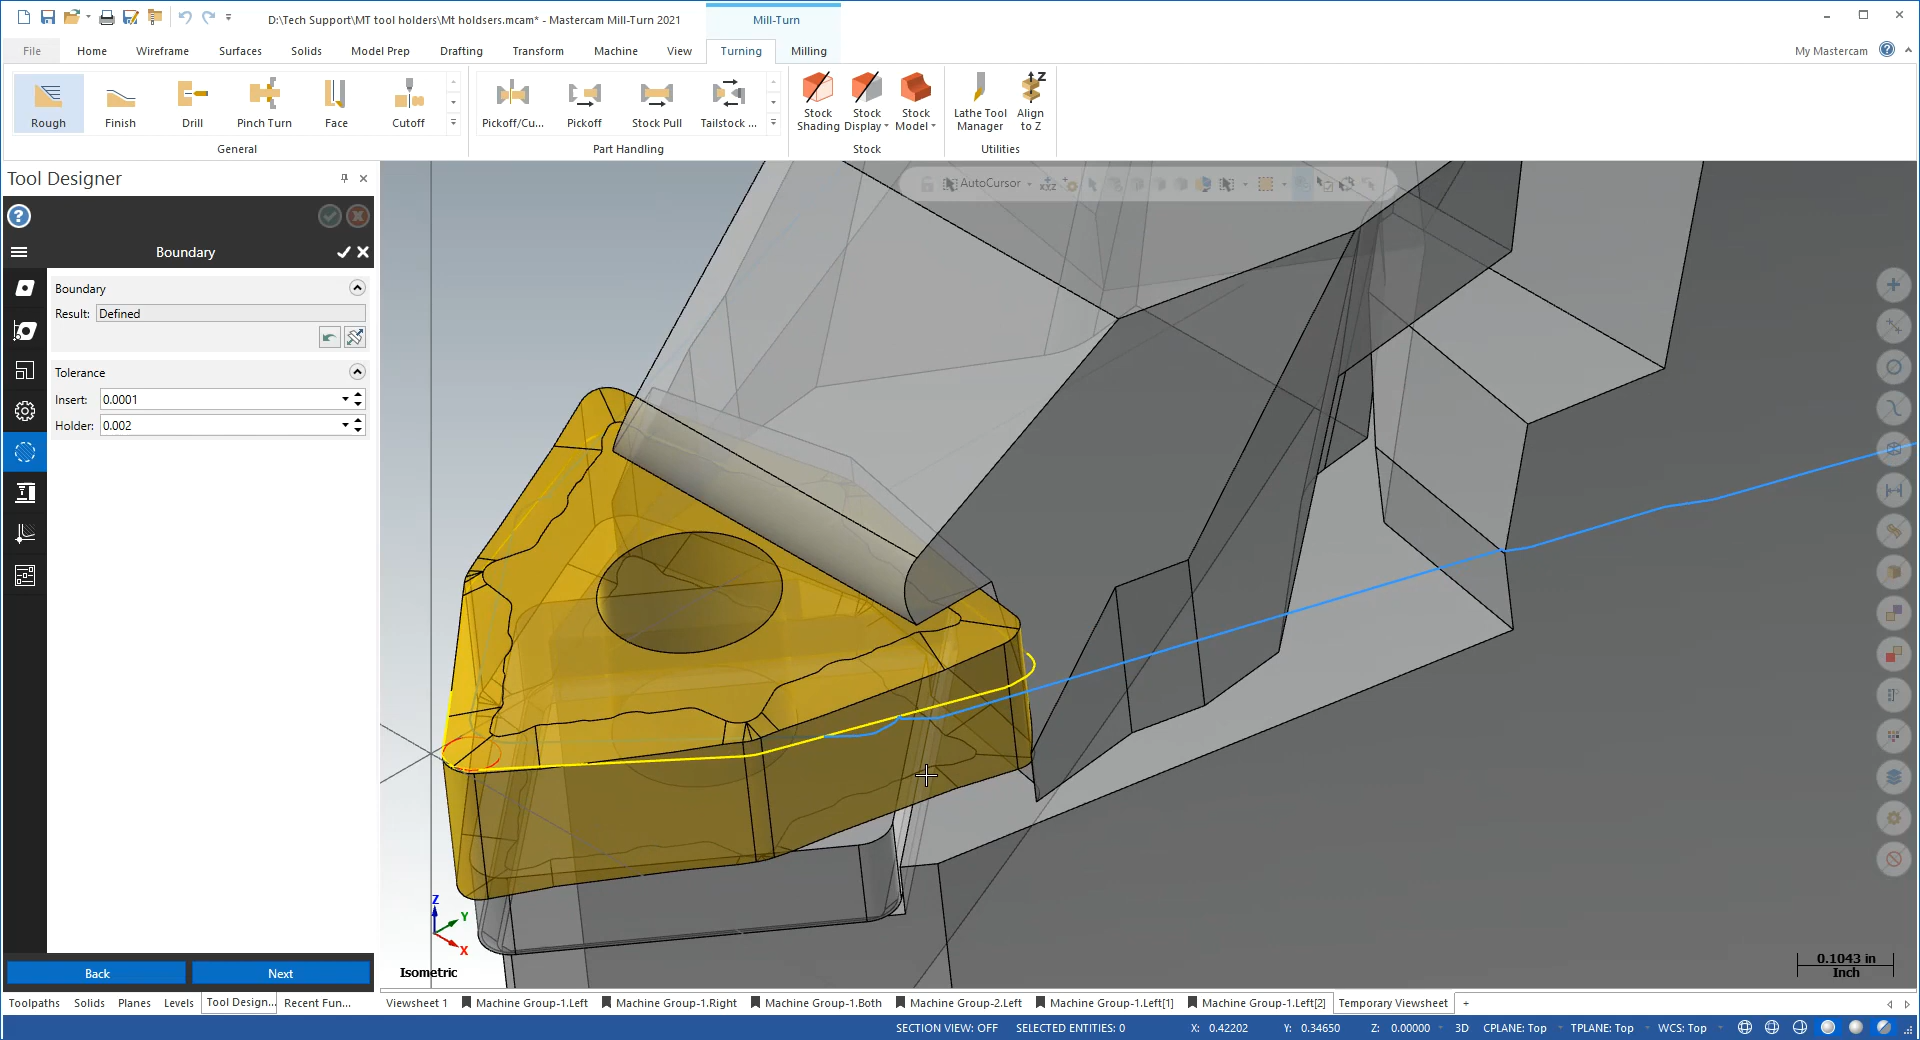 D:\Tech Support\MT tool holders\Mt holdsers.mcam* - Mastercam Mill-Turn 2021
Mill-Turn
File Home Wireframe Surfaces Solids Model Prep Drafting Transform Machine View Turning Milling My Mastercam
Rough Finish Drill Pinch Turn Face Cutoff
General
Pickoff/Cu... Pickoff Stock Pull Tailstock ...
Part Handling
Stock Shading
Stock Display
Stock Model
Stock
Lathe Tool Manager
Align to Z
Utilities
Tool Designer
AutoCursor
Boundary
Boundary
Result: Defined
Tolerance
Insert: 0.0001
Holder: 0.002
Back Next
Z
Y
X
Isometric
0.1043 in
Inch
Toolpaths Solids Planes Levels Tool Design... Recent Fun...
Viewsheet 1 Machine Group-1.Left Machine Group-1.Right Machine Group-1.Both Machine Group-2.Left Machine Group-1.Left[1] Machine Group-1.Left[2] Temporary Viewsheet +
SECTION VIEW: OFF SELECTED ENTITIES: 0 X: 0.42202 Y: 0.34650 Z: 0.00000 3D CPLANE: Top TPLANE: Top WCS: Top